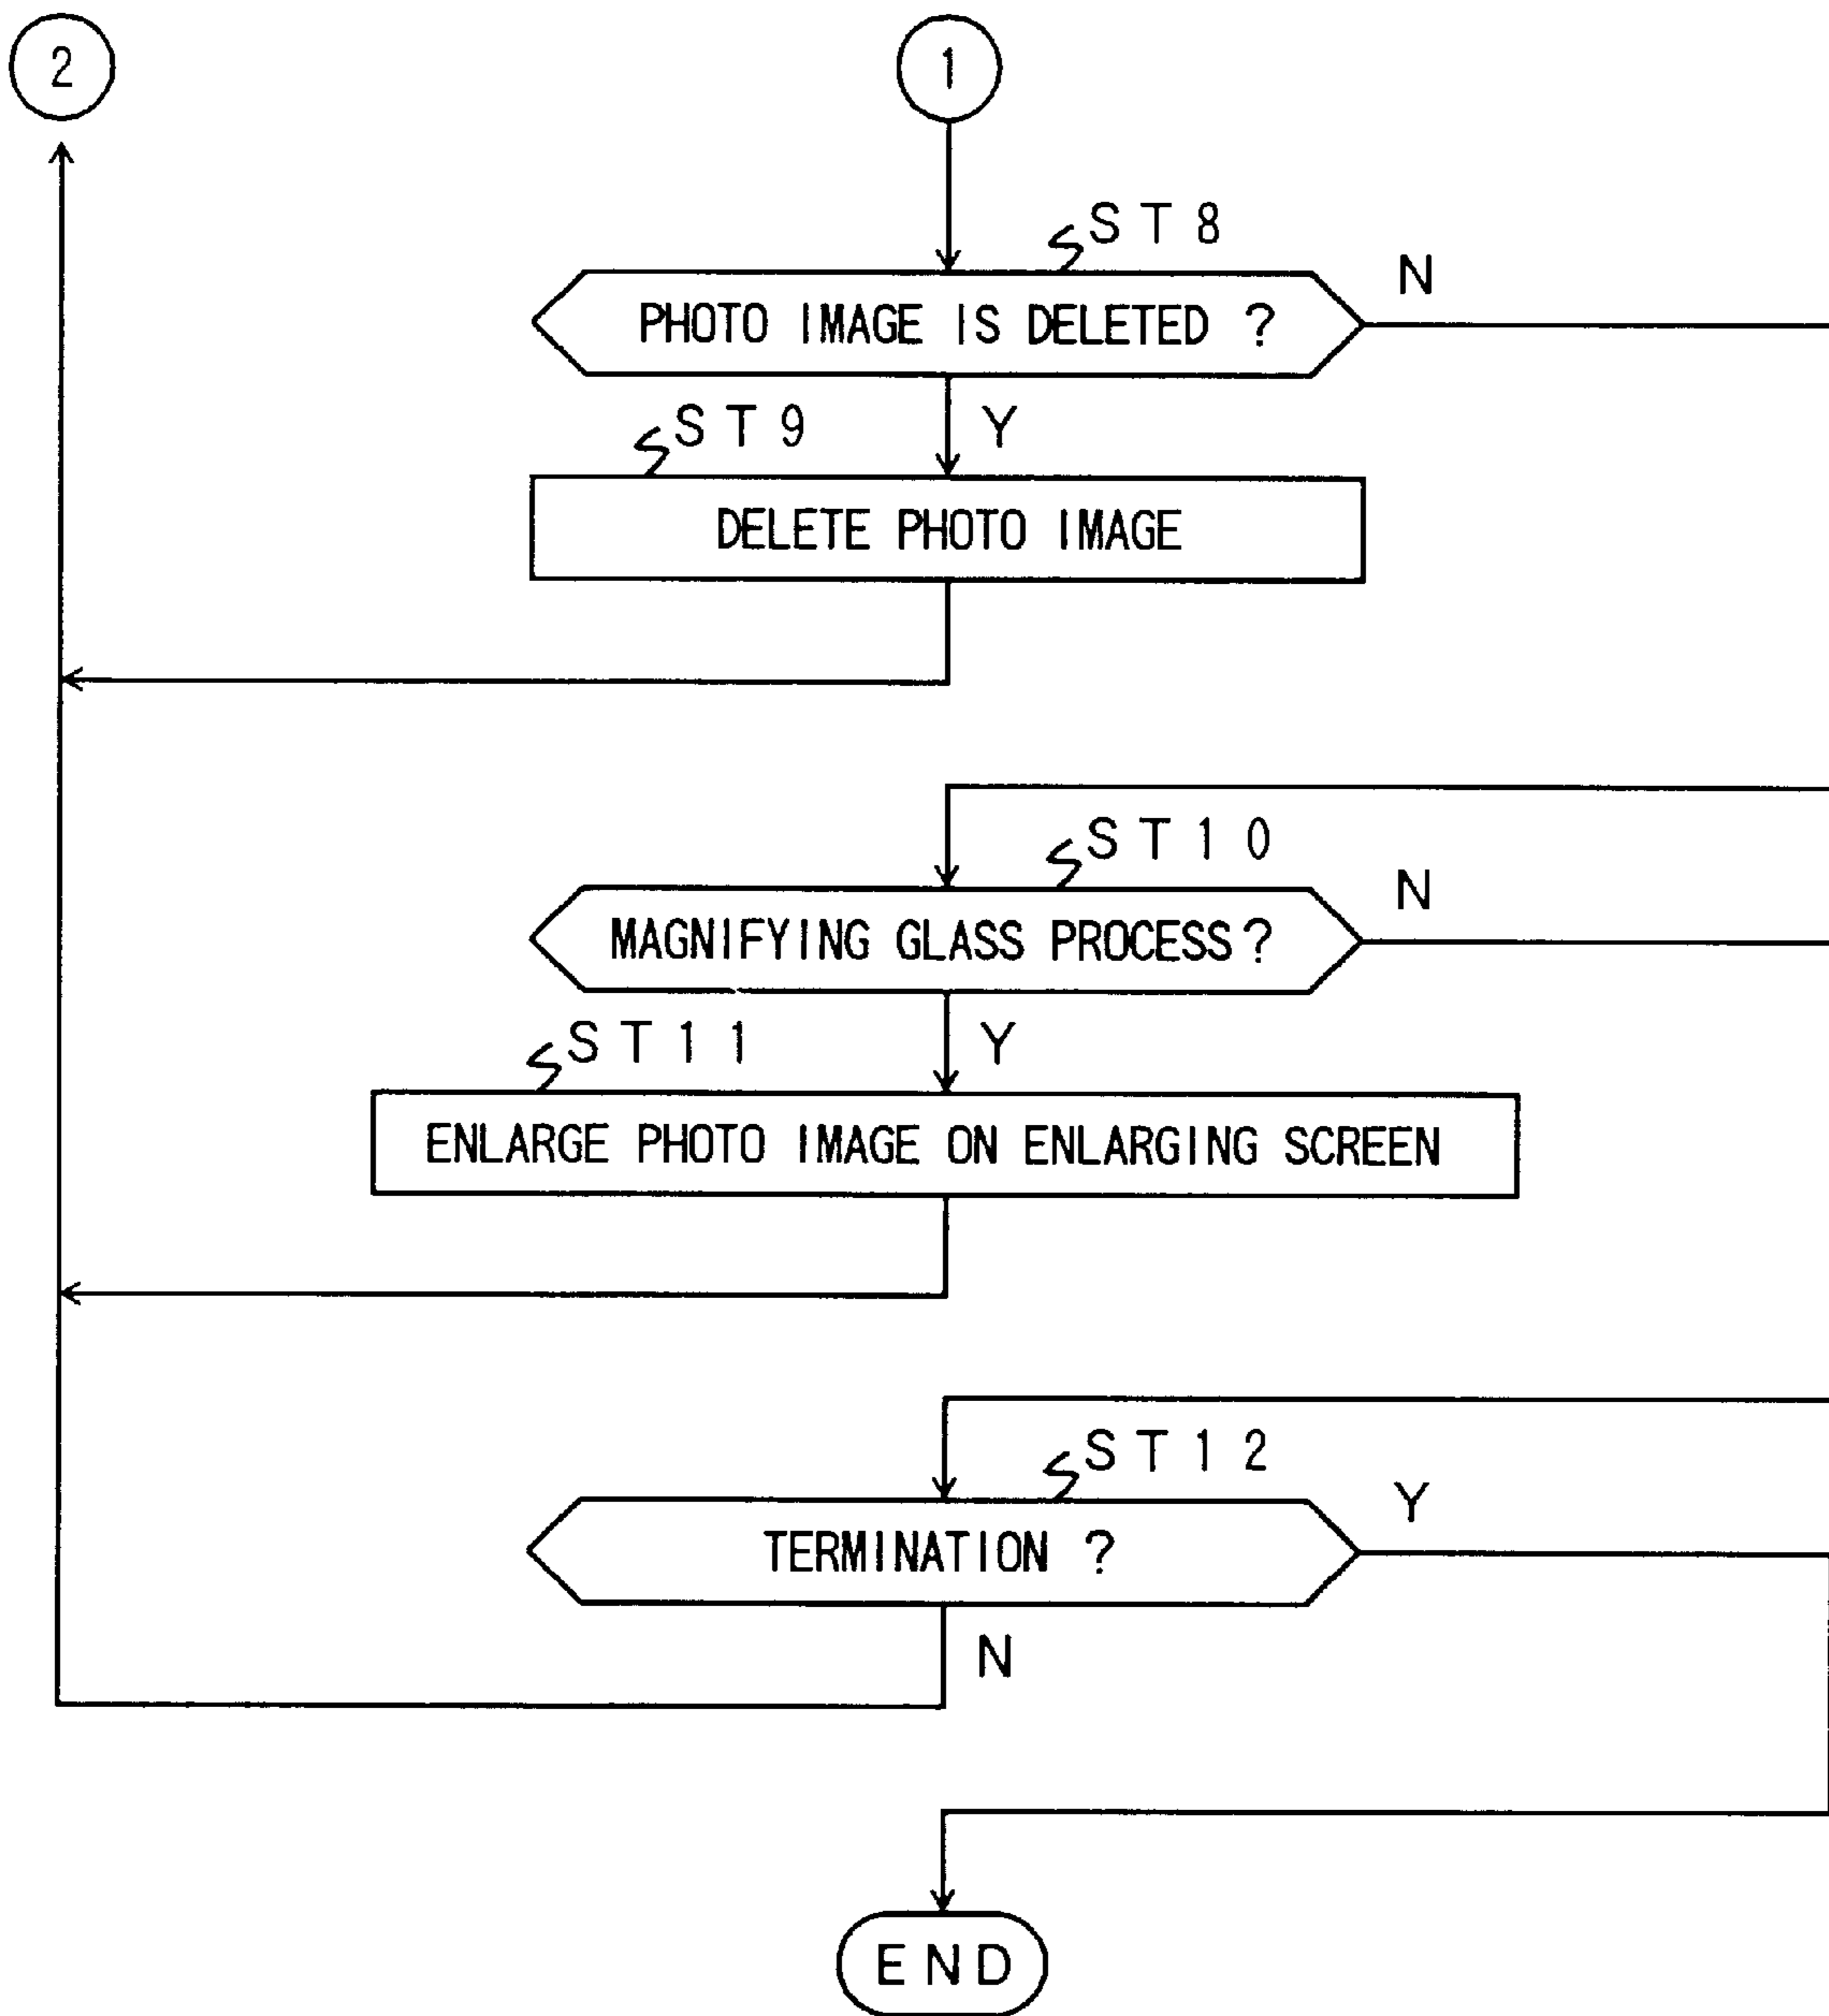 2
1
ST8
N
PHOTO IMAGE IS DELETED ?
ST9
Y
DELETE PHOTO IMAGE
ST10
N
MAGNIFYING GLASS PROCESS?
ST11
Y
ENLARGE PHOTO IMAGE ON ENLARGING SCREEN
ST12
Y
TERMINATION ?
N
END